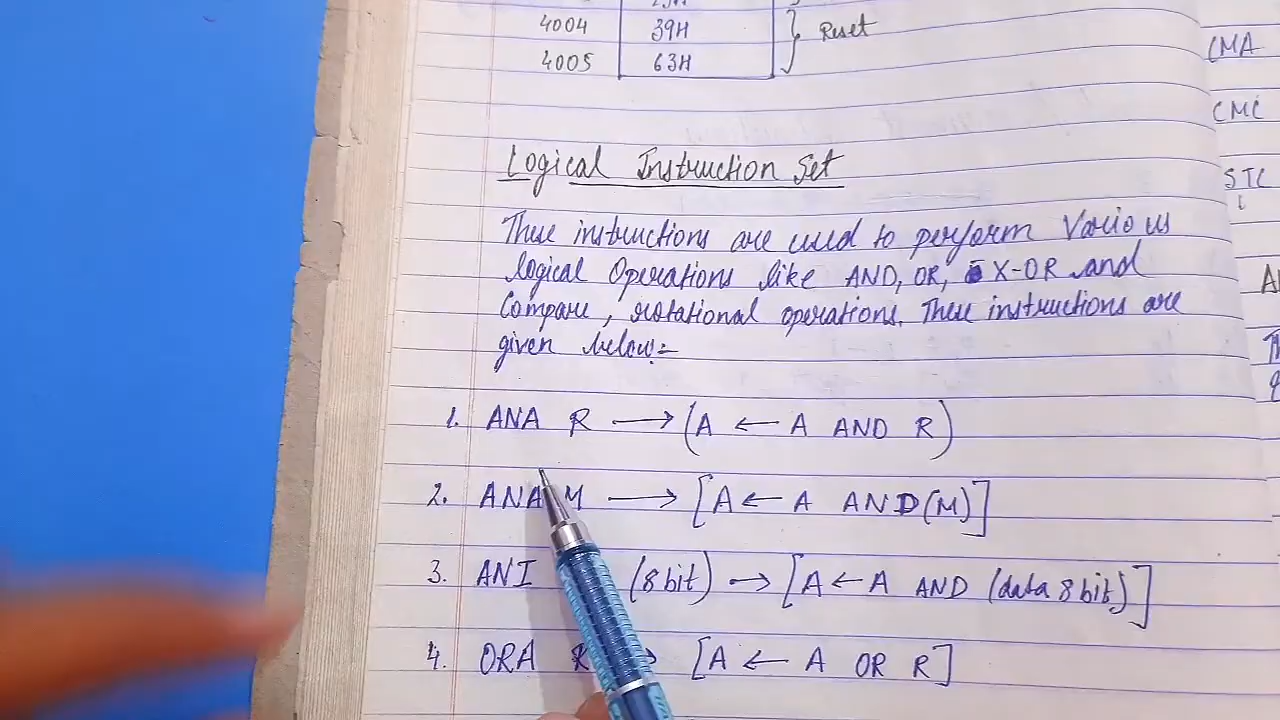 4004 39H
4005 63H
Reset
Logical Instruction Set
These instructions are used to perform Various
logical Operations like AND, OR, X-OR and
Compare, rotational operations. These instructions are
given below:-
1. ANA R → (A ← A AND R)
2. ANA M → [A ← A AND (M)]
3. ANI (8 bit) → [A ← A AND (data 8 bit)]
4. ORA R → [A ← A OR R]
CMA
CMC
STC